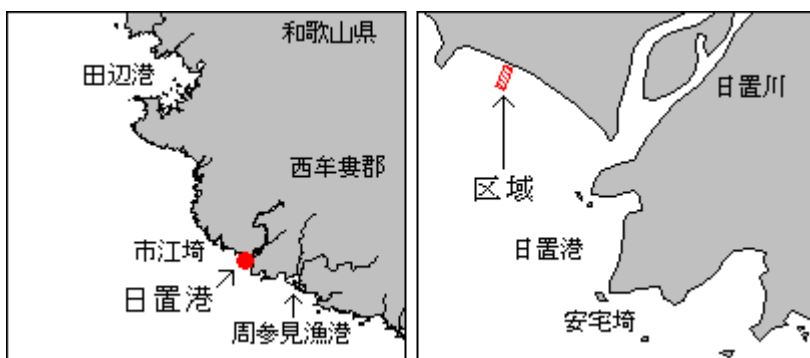 和歌山県
田辺港
西牟婁郡
市江埼
日置港
周参見漁港
日置川
区域
日置港
安宅埼